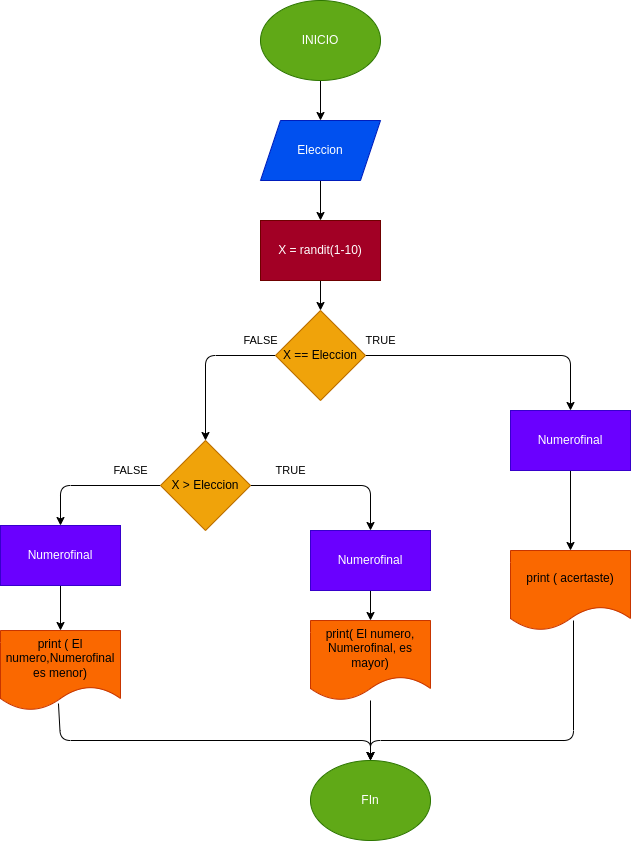 INICIO
Eleccion
X = randit(1-10)
FALSE
TRUE
X == Eleccion
Numerofinal
FALSE
TRUE
X > Eleccion
Numerofinal
Numerofinal
print ( acertaste)
print ( El
numero,Numerofinal
es menor)
print( El numero,
Numerofinal, es
mayor)
FIn